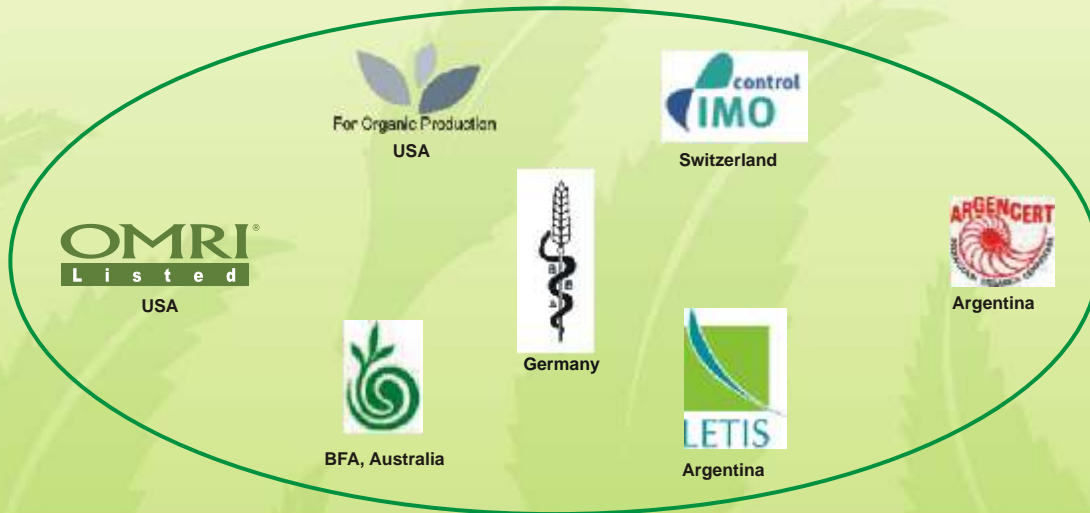 For Organic Production
USA
control
IMO
Switzerland
OMRI®
Listed
USA
Germany
ARGENCERT
Argentina
BFA, Australia
LETIS
Argentina